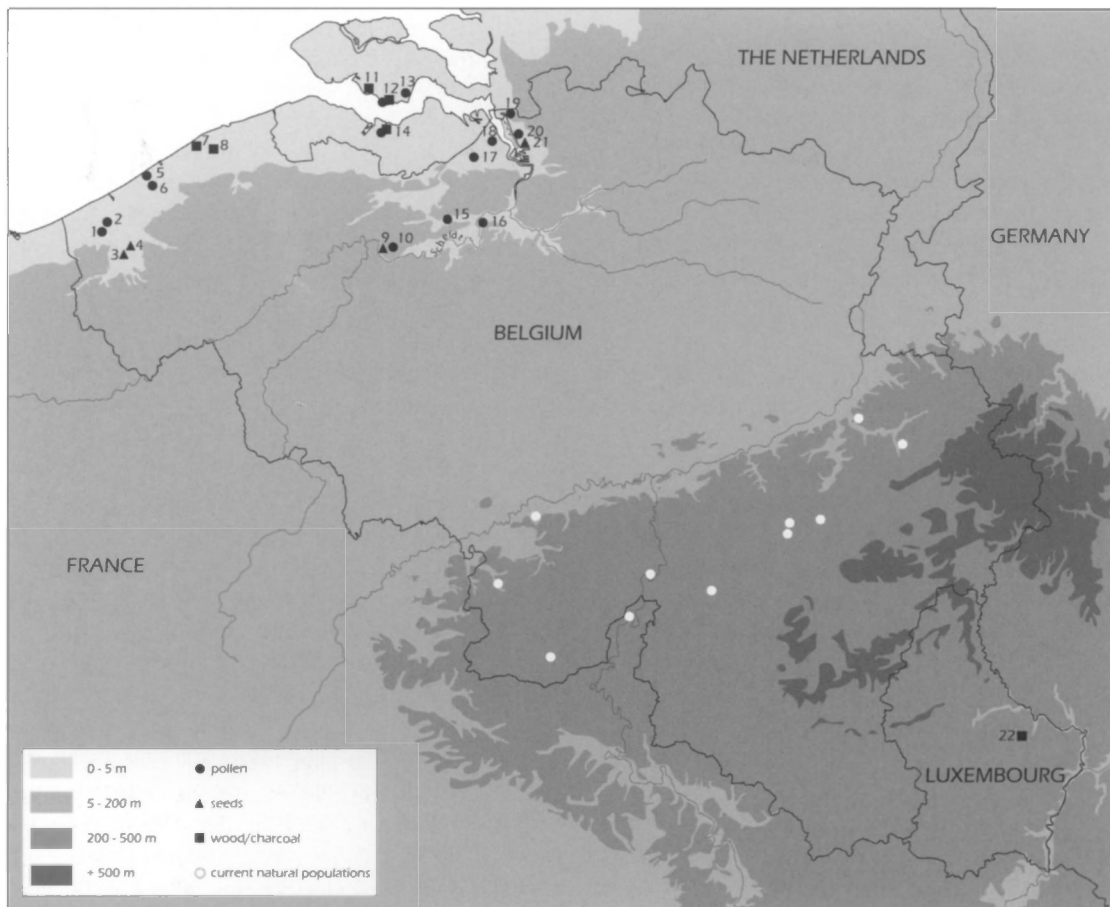 THE NETHERLANDS
11
12
13
14
19
20
21
18
17
7
8
5
6
2
1
4
3
15
16
9
10
Schelde
GERMANY
BELGIUM
FRANCE
22
LUXEMBOURG
0 - 5 m
pollen
5 - 200 m
seeds
200 - 500 m
wood/charcoal
+ 500 m
current natural populations